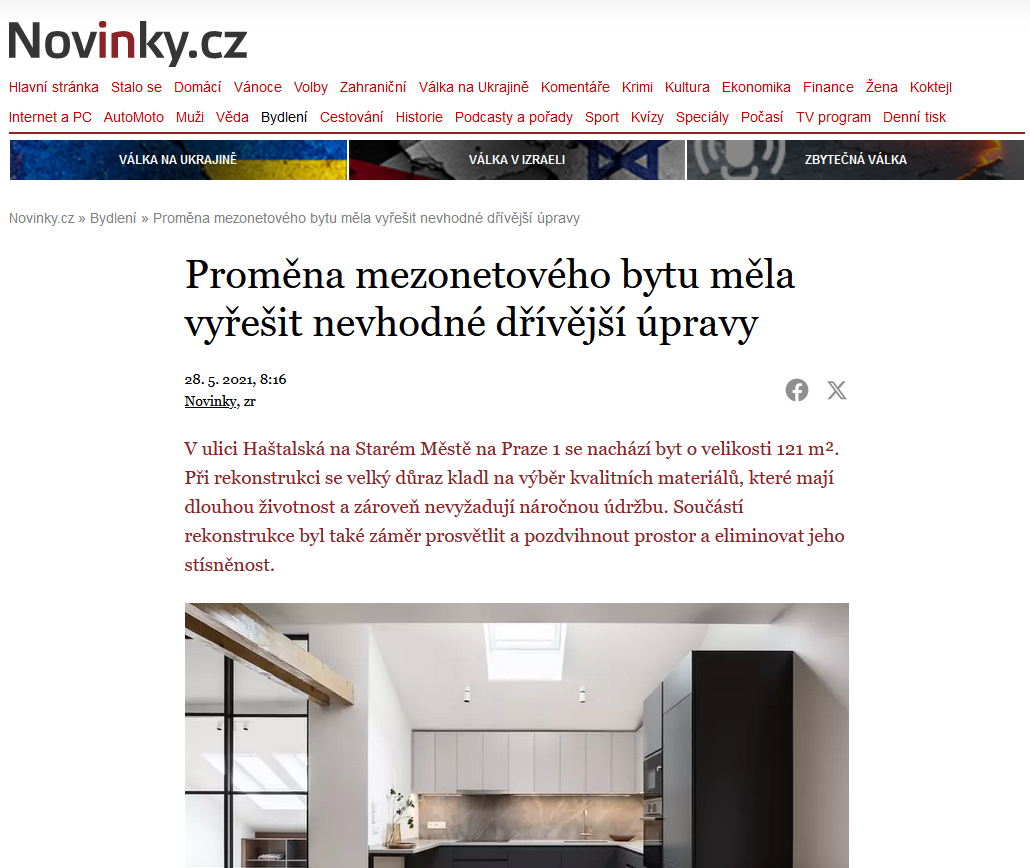 Novinky.cz
Hlavní stránka Stalo se Domácí Vánoce Volby Zahraniční Válka na Ukrajině Komentáře Krimi Kultura Ekonomika Finance Žena Koktejl
Internet a PC AutoMoto Muži Věda Bydlení Cestování Historie Podcasty a pořady Sport Kvízy Speciály Počasí TV program Denní tisk
VÁLKA NA UKRAJINĚ VÁLKA V IZRAELI ZBYTEČNÁ VÁLKA
Novinky.cz » Bydlení » Proměna mezonetového bytu měla vyřešit nevhodné dřívější úpravy
Proměna mezonetového bytu měla
vyřešit nevhodné dřívější úpravy
28. 5. 2021, 8:16
Novinky, zr
V ulici Haštalská na Starém Městě na Praze 1 se nachází byt o velikosti 121 m².
Při rekonstrukci se velký důraz kladl na výběr kvalitních materiálů, které mají
dlouhou životnost a zároveň nevyžadují náročnou údržbu. Součástí
rekonstrukce byl také záměr prosvětlit a pozdvihnout prostor a eliminovat jeho
stísněnost.